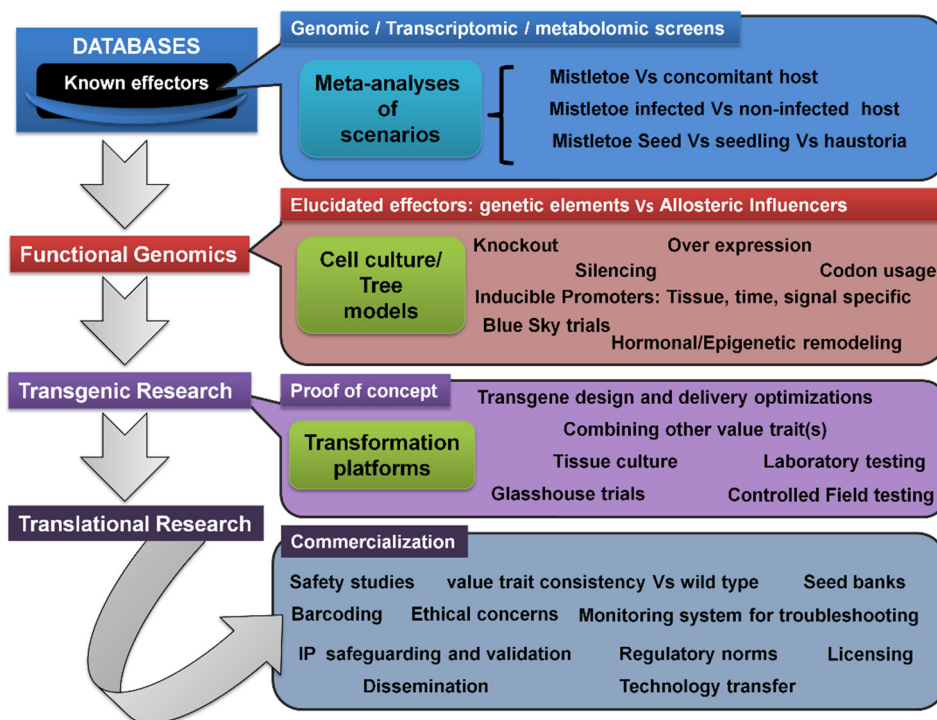 DATABASES
Known effectors
Genomic / Transcriptomic / metabolomic screens
Meta-analyses
of
scenarios
Mistletoe Vs concomitant host
Mistletoe infected Vs non-infected host
Mistletoe Seed Vs seedling Vs haustoria
Functional Genomics
Elucidated effectors: genetic elements Vs Allosteric Influencers
Cell culture/
Tree
models
Knockout Over expression
Silencing Codon usage
Inducible Promoters: Tissue, time, signal specific
Blue Sky trials
Hormonal/Epigenetic remodeling
Transgenic Research
Proof of concept
Transformation
platforms
Transgene design and delivery optimizations
Combining other value trait(s)
Tissue culture Laboratory testing
Glasshouse trials Controlled Field testing
Translational Research
Commercialization
Safety studies value trait consistency Vs wild type Seed banks
Barcoding Ethical concerns Monitoring system for troubleshooting
IP safeguarding and validation Regulatory norms Licensing
Dissemination Technology transfer